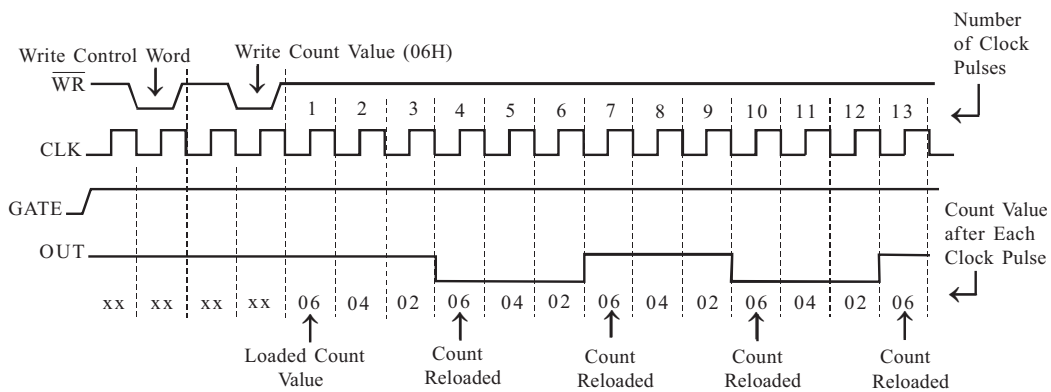 Number
of Clock
Pulses
Write Control Word
Write Count Value (06H)
WR
1 2 3 4 5 6 7 8 9 10 11 12 13
CLK
GATE
Count Value
after Each
Clock Pulse
OUT
xx xx xx xx 06 04 02 06 04 02 06 04 02 06 04 02 06
Loaded Count
Value
Count
Reloaded
Count
Reloaded
Count
Reloaded
Count
Reloaded